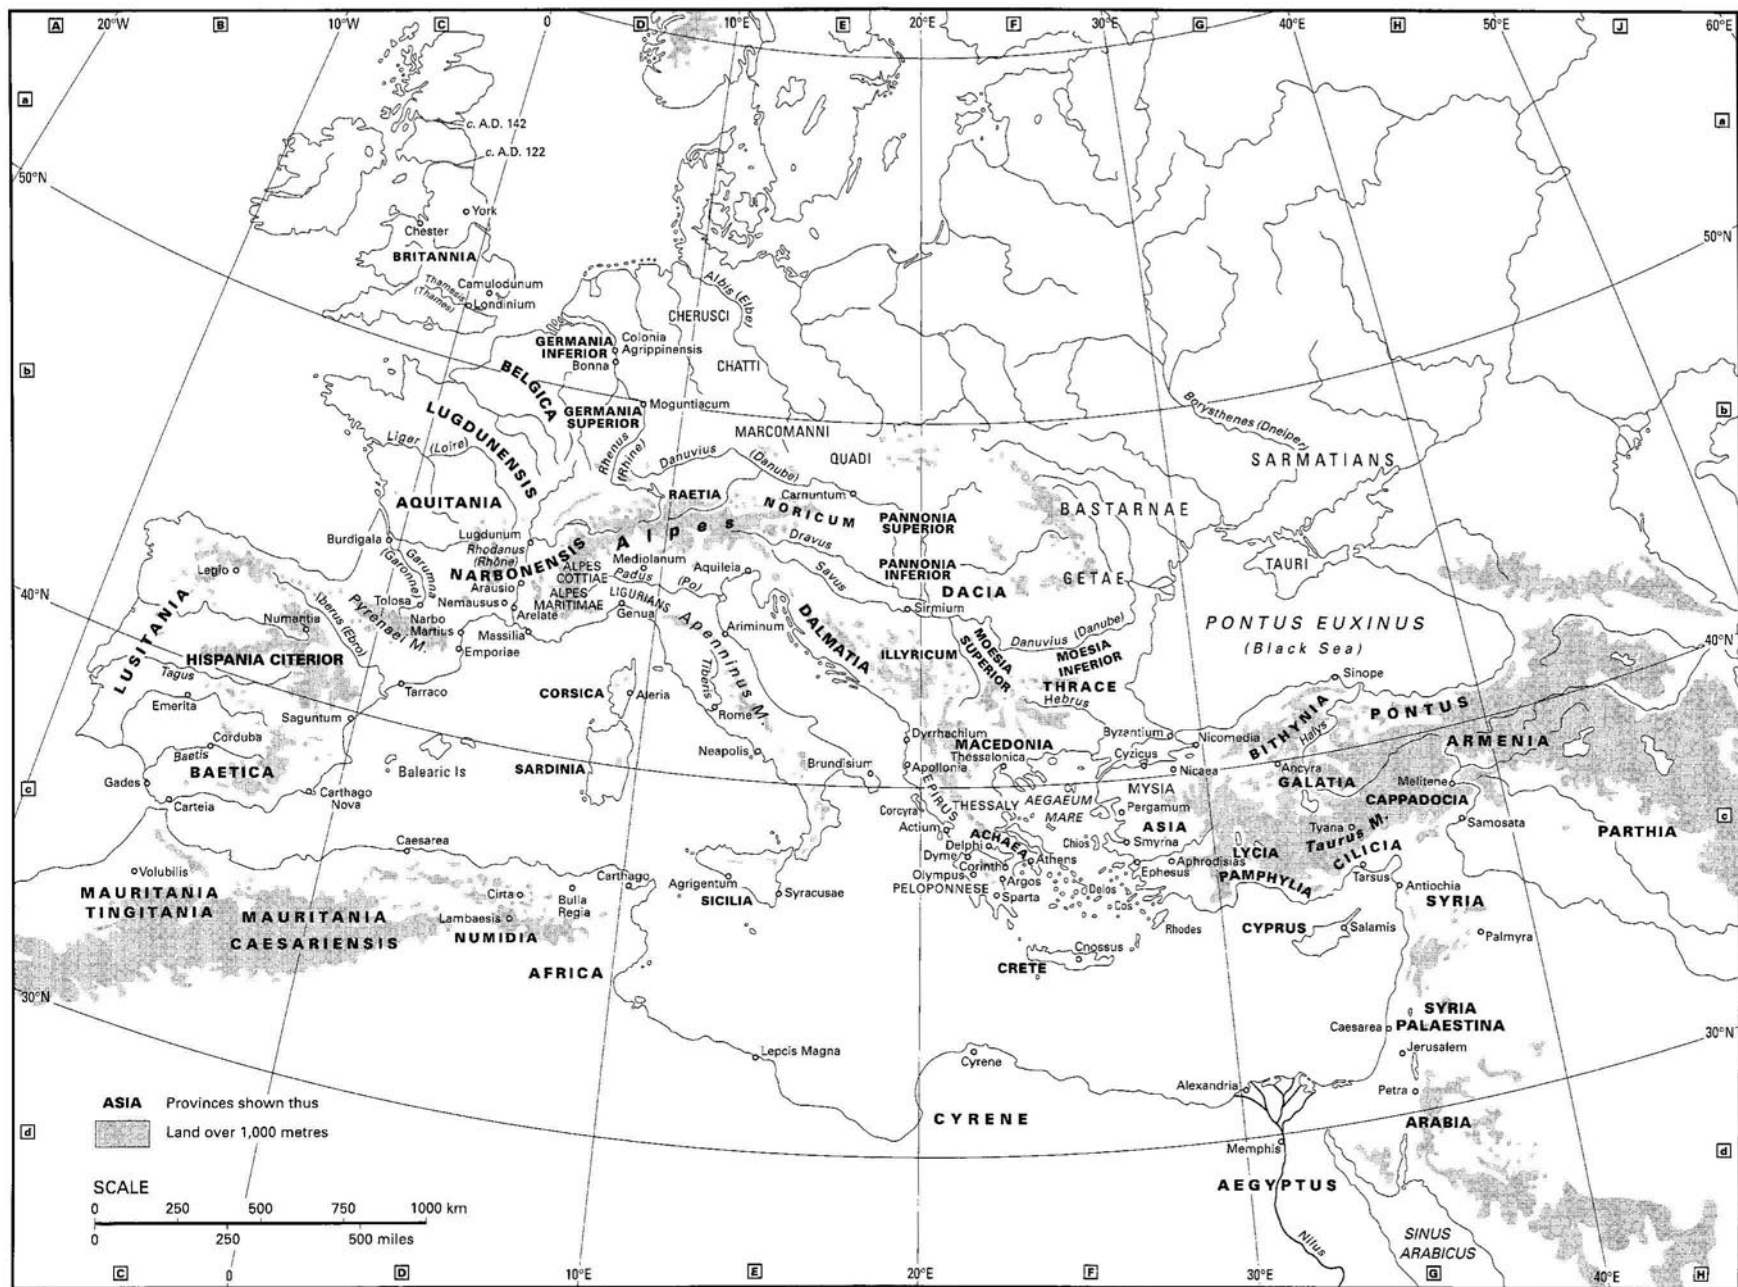 A 20°W B 10°W C 0 D 10°E E 20°E F 30°E G 40°E H 50°E J 60°E
a
a
c. A.D. 142
c. A.D. 122
50°N
50°N
York
Chester
BRITANNIA
Camulodunum
Thamesis
(Thames)
Londinium
Albis (Elbe)
CHERUSCI
GERMANIA
INFERIOR
Colonia
Agrippinensis
Bonna
CHATTI
b
b
BELGICA
GERMANIA
SUPERIOR
Moguntiacum
LUGDUNENSIS
Liger (Loire)
Rhenus
(Rhine)
MARCOMANNI
QUADI
Danuvius (Danube)
Borysthenes (Dneiper)
SARMATIANS
AQUITANIA
RAETIA
Carnuntum
NORICUM
PANNONIA
SUPERIOR
BASTARNAE
Burdigala
Lugdunum
Rhodanus
(Rhône)
Alpes
Dravus
Garumna
(Garonne)
NARBONENSIS
ALPES
COTTIAE
Mediolanum
Aquileia
Savus
PANNONIA
INFERIOR
GETAE
TAURI
Legio
Arausio
ALPES
MARITIMAE
Padus (Po)
LIGURIANS
DACIA
40°N
40°N
Tolosa
Nemausus
Arelate
Genua
Sirmium
LUSITANIA
Numantia
Iberus (Ebro)
Pyrenaei M.
Narbo
Martius
Massilia
Emporiae
Apenninus M.
Ariminum
DALMATIA
ILLYRICUM
MOESIA
SUPERIOR
Danuvius (Danube)
MOESIA
INFERIOR
PONTUS EUXINUS
(Black Sea)
HISPANIA CITERIOR
Tagus
Tarraco
CORSICA
Aleria
Tiberis
THRACE
Hebrus
Sinope
Emerita
Saguntum
Rome
BITHYNIA
Halys
PONTUS
Corduba
Baetis
Balearic Is
SARDINIA
Neapolis
Dyrrhachium
MACEDONIA
Thessalonica
Byzantium
Nicomedia
Cyzicus
ARMENIA
BAETICA
Brundisium
Apollonia
Nicaea
Ancyra
GALATIA
Melitene
Gades
c
c
Carteia
Carthago
Nova
EPIRUS
THESSALY
AEGAEUM
MARE
MYSIA
Pergamum
CAPPADOCIA
Corcyra
Actium
ACHAEA
ASIA
Tyana
Taurus M.
Samosata
PARTHIA
Caesarea
Delphi
Chios
Smyrna
LYCIA
CILICIA
Dyme
Athens
Corinth
Aphrodisias
Volubilis
Carthago
Agrigentum
Olympus
Argos
Delos
Ephesus
PAMPHYLIA
Tarsus
Antiochia
MAURITANIA
TINGITANIA
Cirta
Bulla
Regia
Syracusae
SICILIA
PELOPONNESE
Sparta
Cos
SYRIA
MAURITANIA
CAESARIENSIS
Lambaesis
NUMIDIA
Rhodes
CYPRUS
Salamis
Palmyra
Cnossus
CRETE
AFRICA
30°N
30°N
SYRIA
PALAESTINA
Caesarea
Jerusalem
Lepcis Magna
Cyrene
Alexandria
Petra
CYRENE
ARABIA
ASIA Provinces shown thus
Land over 1,000 metres
d
d
Memphis
AEGYPTUS
SCALE
0 250 500 750 1000 km
0 250 500 miles
Nilus
SINUS
ARABICUS
C 0 D 10°E E F 30°E G 40°E H